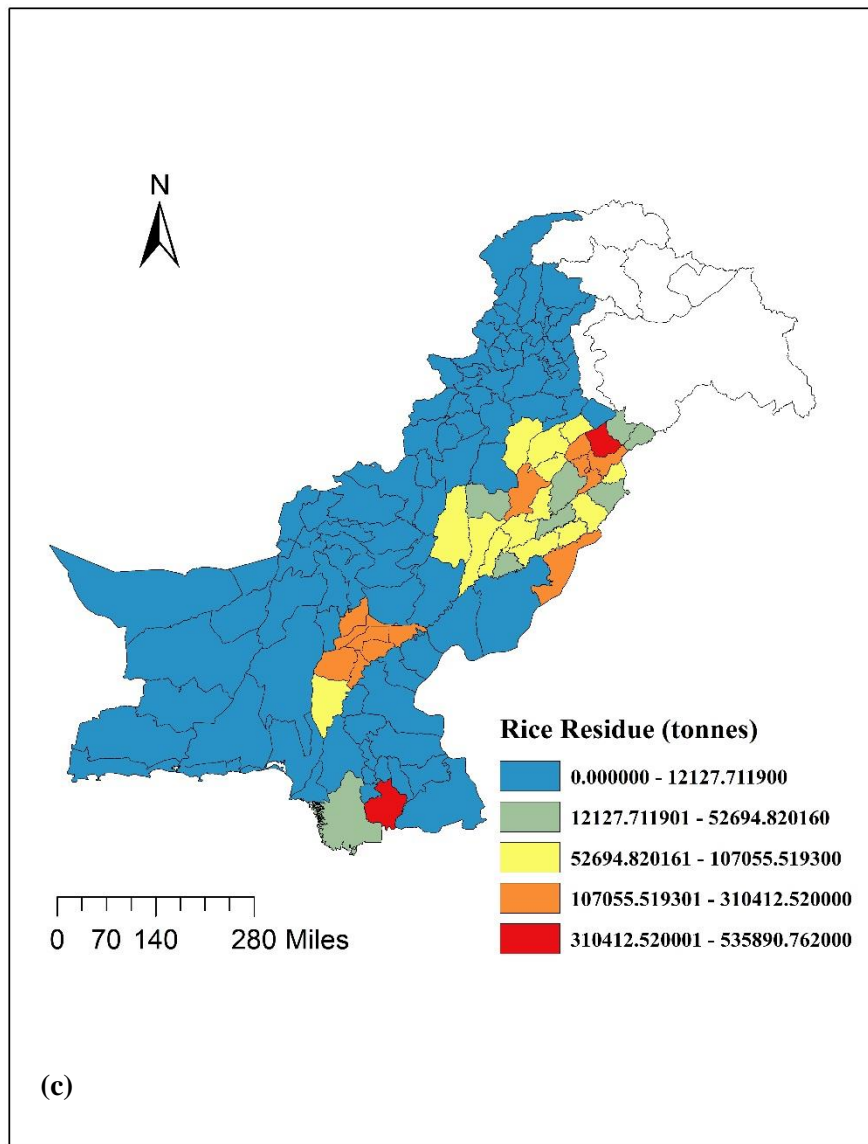 N
Rice Residue (tonnes)
0.000000 - 12127.711900
12127.711901 - 52694.820160
52694.820161 - 107055.519300
107055.519301 - 310412.520000
310412.520001 - 535890.762000
0 70 140 280 Miles
(c)